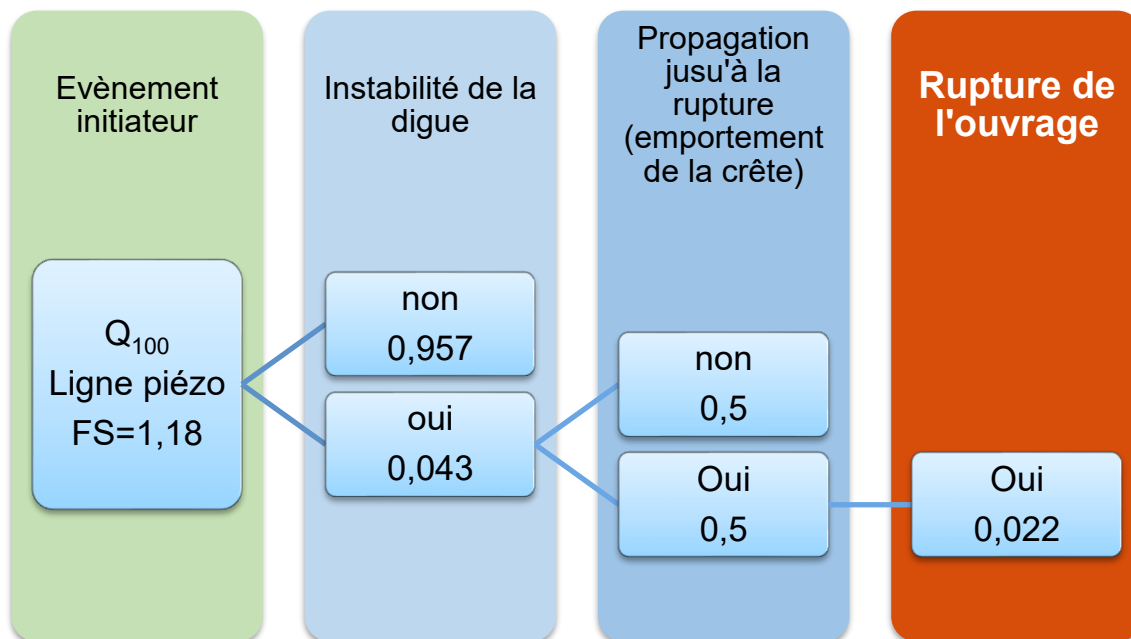 Evènement
initiateur
Instabilité de la
digue
Propagation
jusu'à la
rupture
(emportement
de la crête)
Rupture de
l'ouvrage
Q100
Ligne piézo
FS=1,18
non
0,957
oui
0,043
non
0,5
Oui
0,5
Oui
0,022